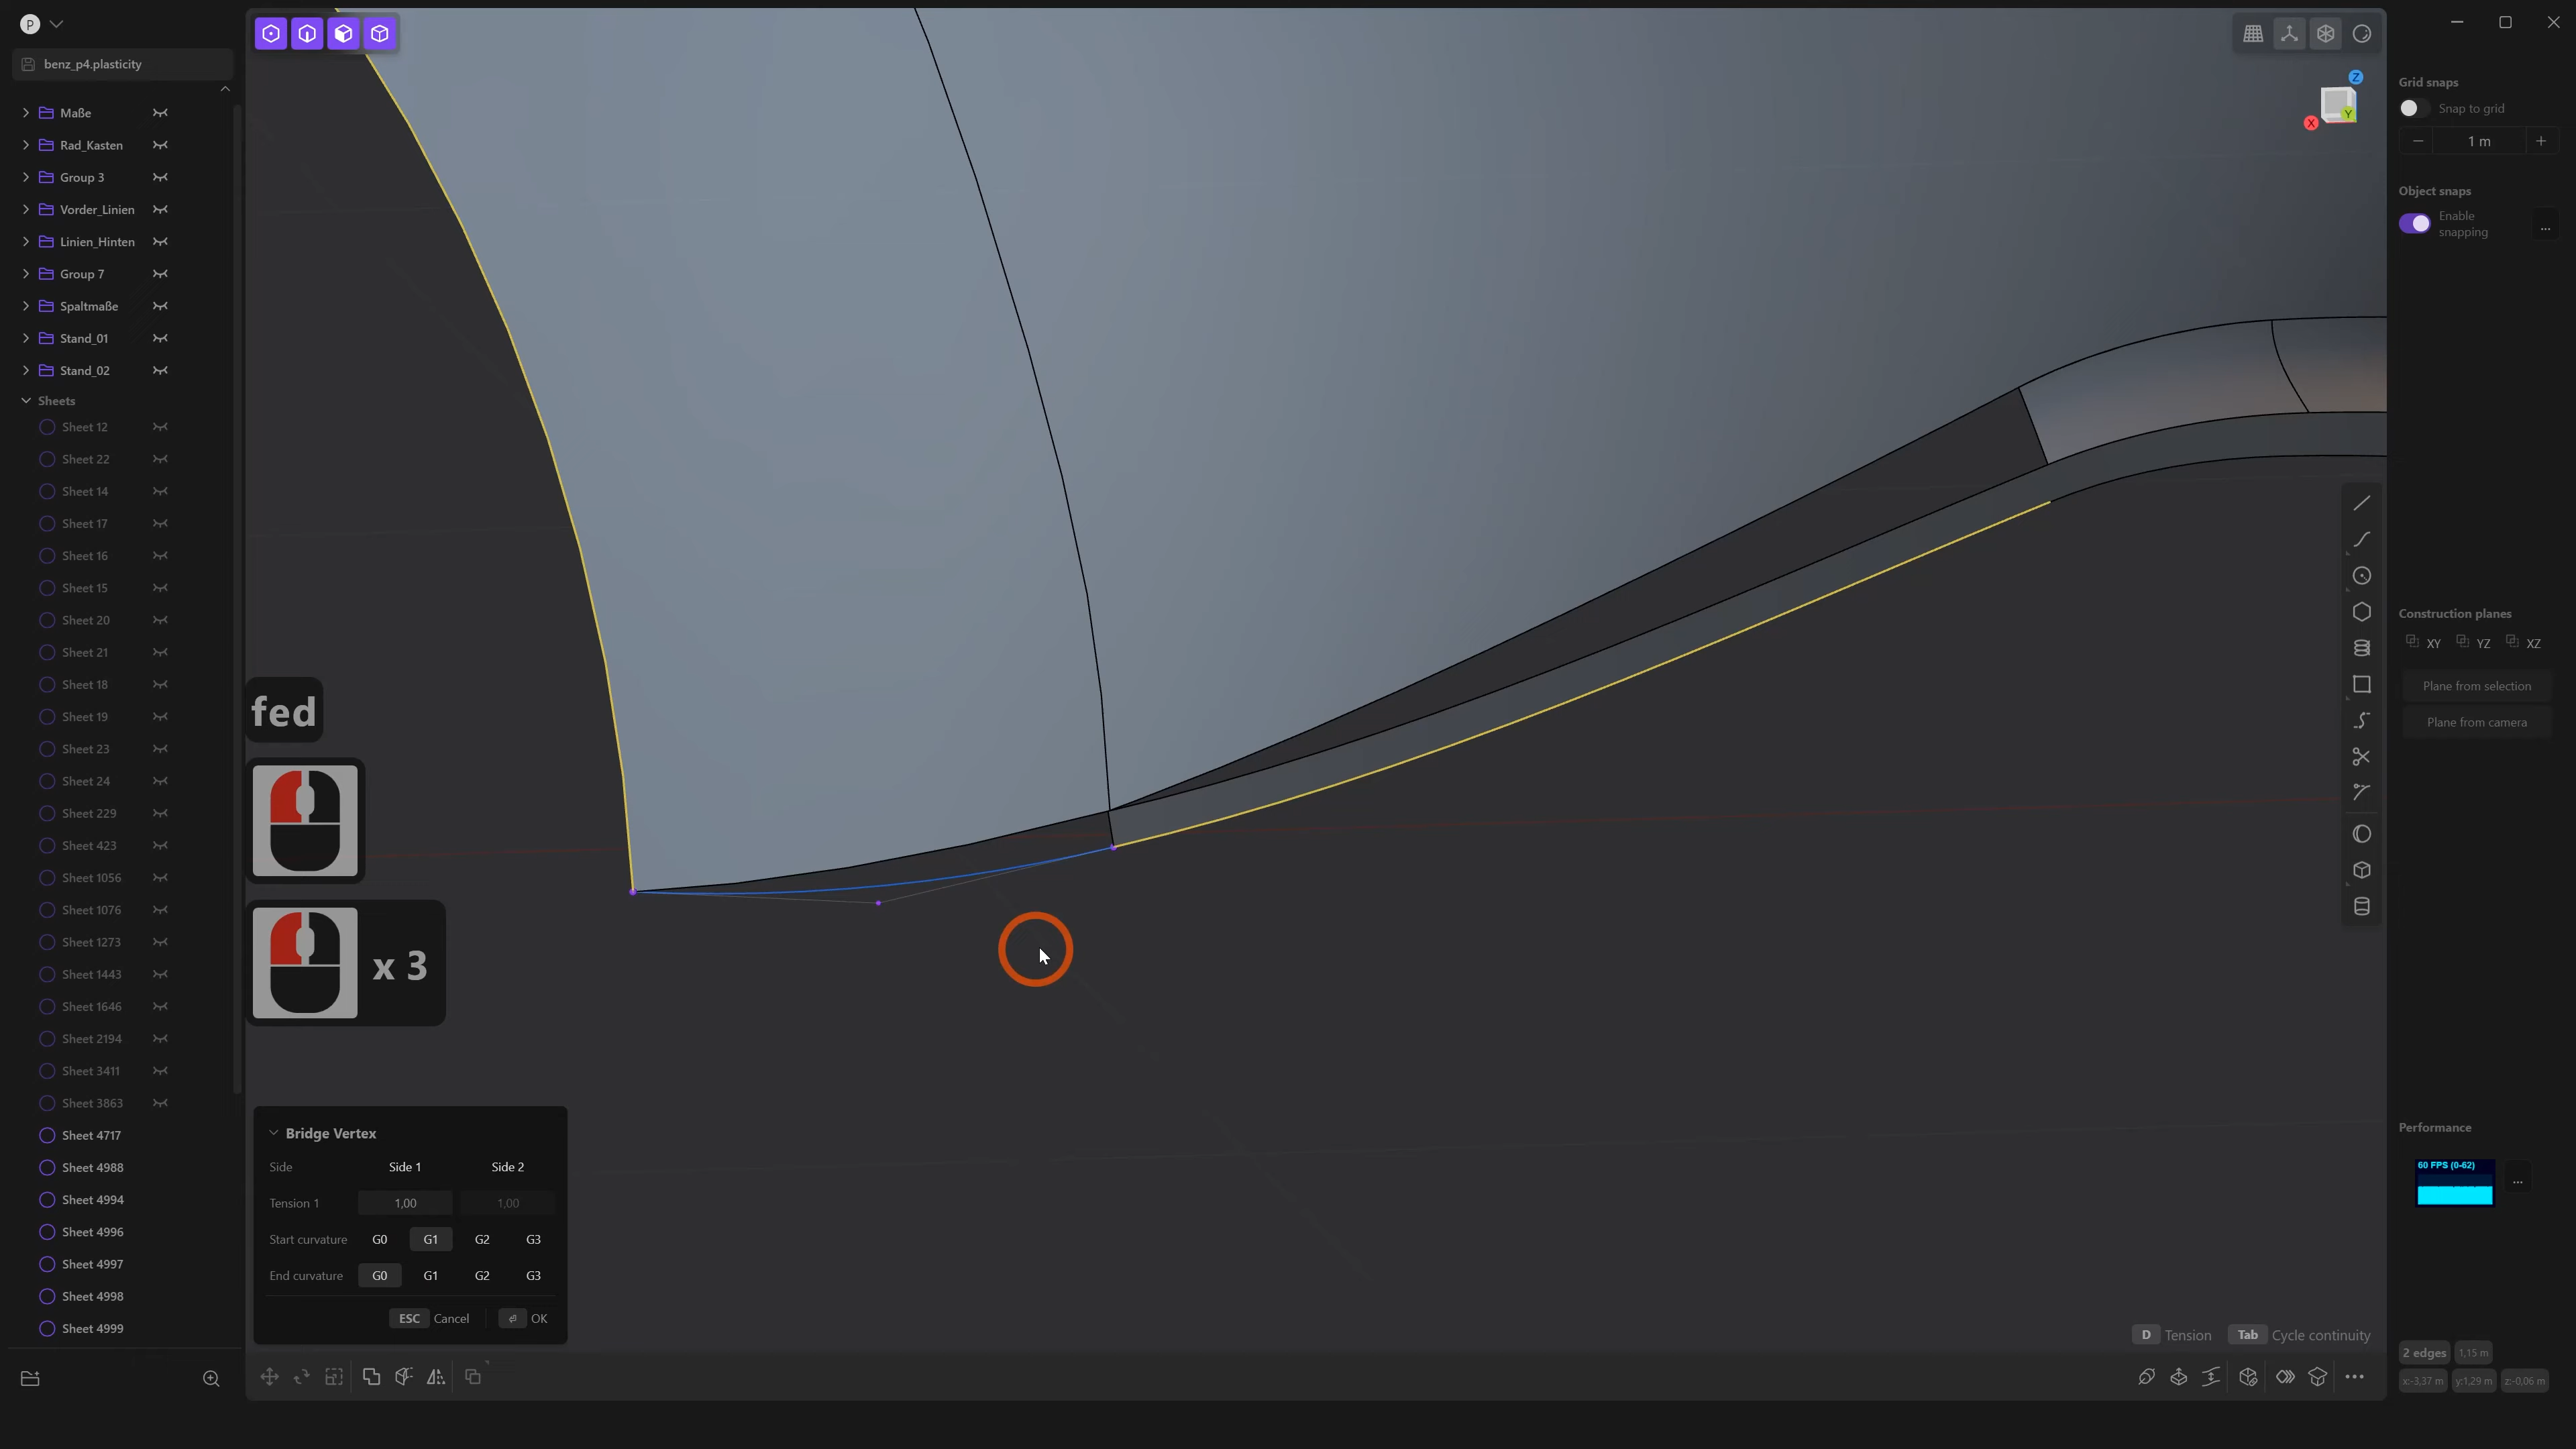 P
benz_p4.plasticity
Maße
Rad_Kasten
Group 3
Vorder_Linien
Linien_Hinten
Group 7
Spaltmaße
Stand_01
Stand_02
Sheets
Sheet 12
Sheet 22
Sheet 14
Sheet 17
Sheet 16
Sheet 15
Sheet 20
Sheet 21
Sheet 18
Sheet 19
Sheet 23
Sheet 24
Sheet 229
Sheet 423
Sheet 1056
Sheet 1076
Sheet 1273
Sheet 1443
Sheet 1646
Sheet 2194
Sheet 3411
Sheet 3863
Sheet 4717
Sheet 4988
Sheet 4994
Sheet 4996
Sheet 4997
Sheet 4998
Sheet 4999
fed
x 3
Bridge Vertex
Side Side 1 Side 2
Tension 1 1,00 1,00
Start curvature G0 G1 G2 G3
End curvature G0 G1 G2 G3
ESC Cancel OK
D Tension Tab Cycle continuity
Z
X
Y
Grid snaps
Snap to grid
1 m
Object snaps
Enable
snapping
...
Construction planes
XY YZ XZ
Plane from selection
Plane from camera
Performance
60 FPS (0-62)
...
2 edges 1,15 m
x:-3,37 m y:1,29 m z:-0,06 m